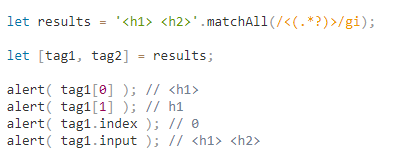 let results = '<h1> <h2>'.matchAll(/<(.*?)>/gi);
let [tag1, tag2] = results;
alert( tag1[0] ); // <h1>
alert( tag1[1] ); // h1
alert( tag1.index ); // 0
alert( tag1.input ); // <h1> <h2>